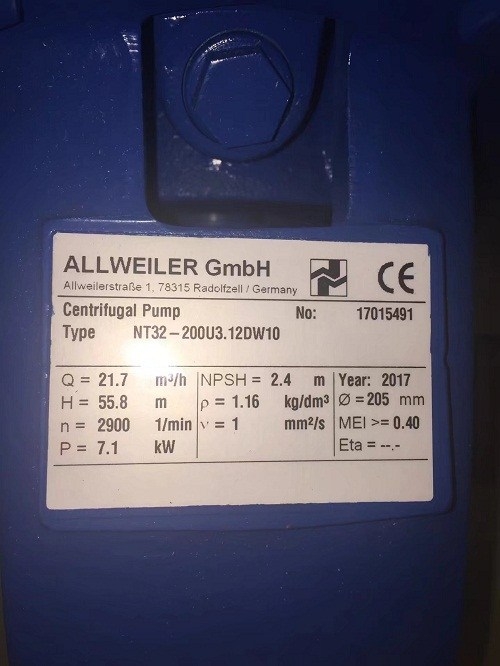 ALLWEILER GmbH
Allweilerstraße 1, 78315 Radolfzell / Germany
CE
Centrifugal Pump No: 17015491
Type NT32-200U3.12DW10
Q = 21.7 m³/h NPSH = 2.4 m Year: 2017
H = 55.8 m ρ = 1.16 kg/dm³ Ø = 205 mm
n = 2900 1/min ν = 1 mm²/s MEI >= 0.40
P = 7.1 kW Eta = --.-